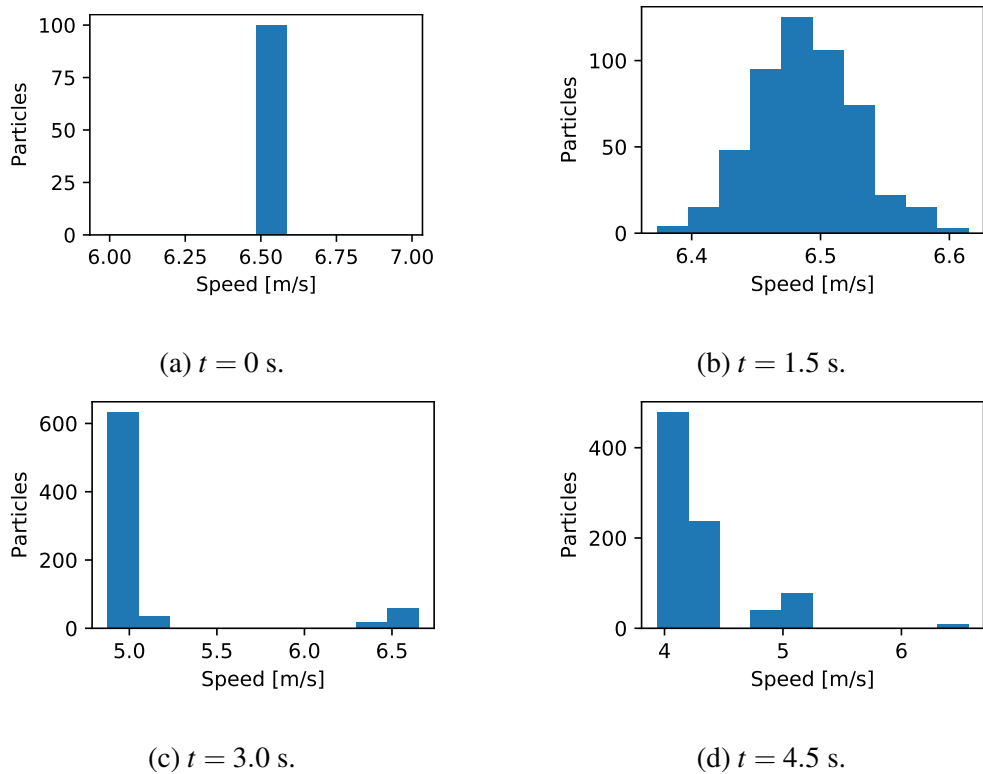 100
75
50
25
0
Particles
6.00 6.25 6.50 6.75 7.00
Speed [m/s]
(a) t = 0 s.
100
50
0
Particles
6.4 6.5 6.6
Speed [m/s]
(b) t = 1.5 s.
600
400
200
0
Particles
5.0 5.5 6.0 6.5
Speed [m/s]
(c) t = 3.0 s.
400
200
0
Particles
4 5 6
Speed [m/s]
(d) t = 4.5 s.